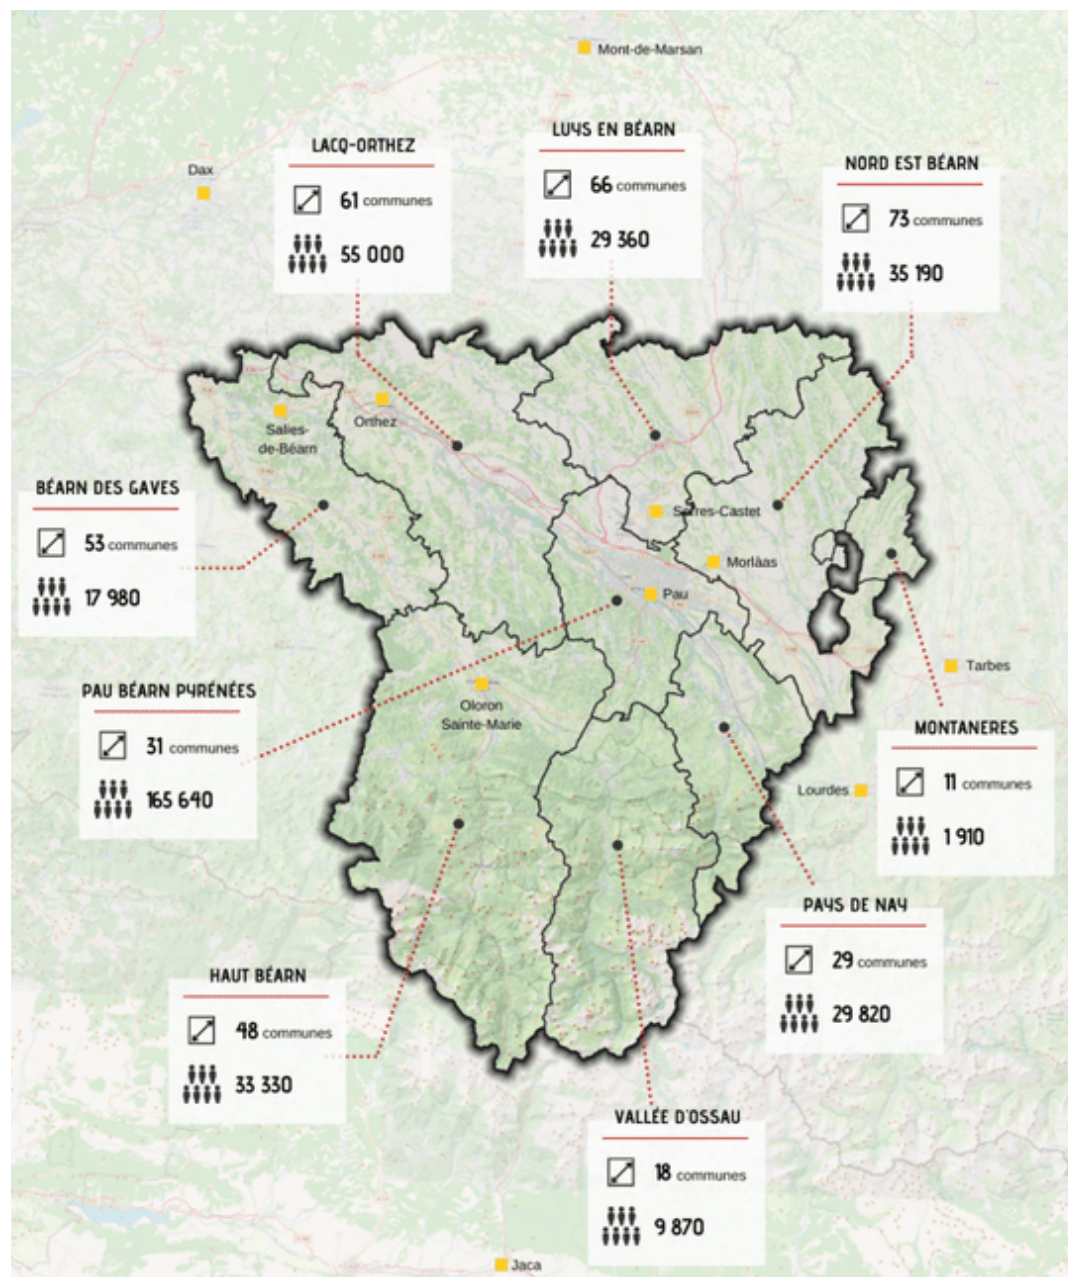 Mont-de-Marsan
LUYS EN BÉARN
66 communes
29 360
LACQ-ORTHEZ
61 communes
55 000
NORD EST BÉARN
73 communes
35 190
Dax
Salies-
de-Béarn
Orthez
BÉARN DES GAVES
53 communes
17 980
Serres-Castet
Morlàas
Pau
Tarbes
PAU BÉARN PYRÉNÉES
31 communes
165 640
Oloron
Sainte-Marie
MONTANERES
11 communes
1 910
Lourdes
PAYS DE NAY
29 communes
29 820
HAUT BÉARN
48 communes
33 330
VALLÉE D'OSSAU
18 communes
9 870
Jaca